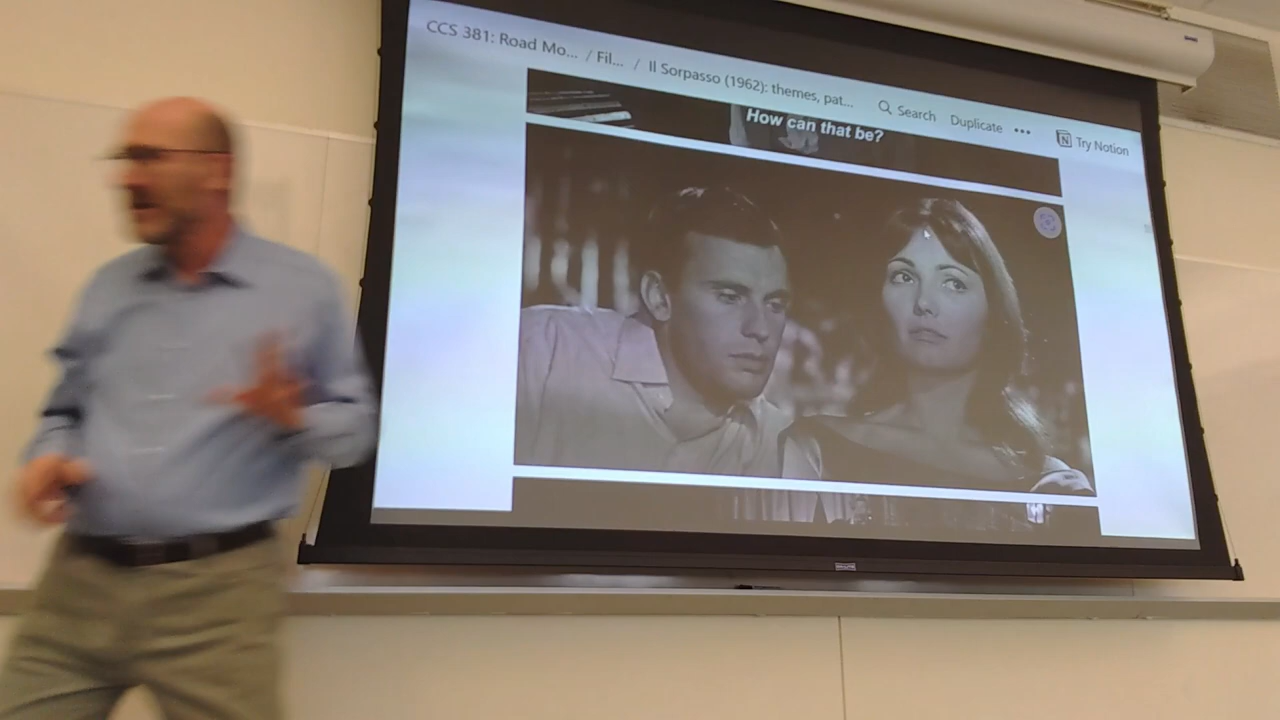 CCS 381: Road Mo... / Fil... / Il Sorpasso (1962): themes, pat... Search Duplicate ••• Try Notion
How can that be?